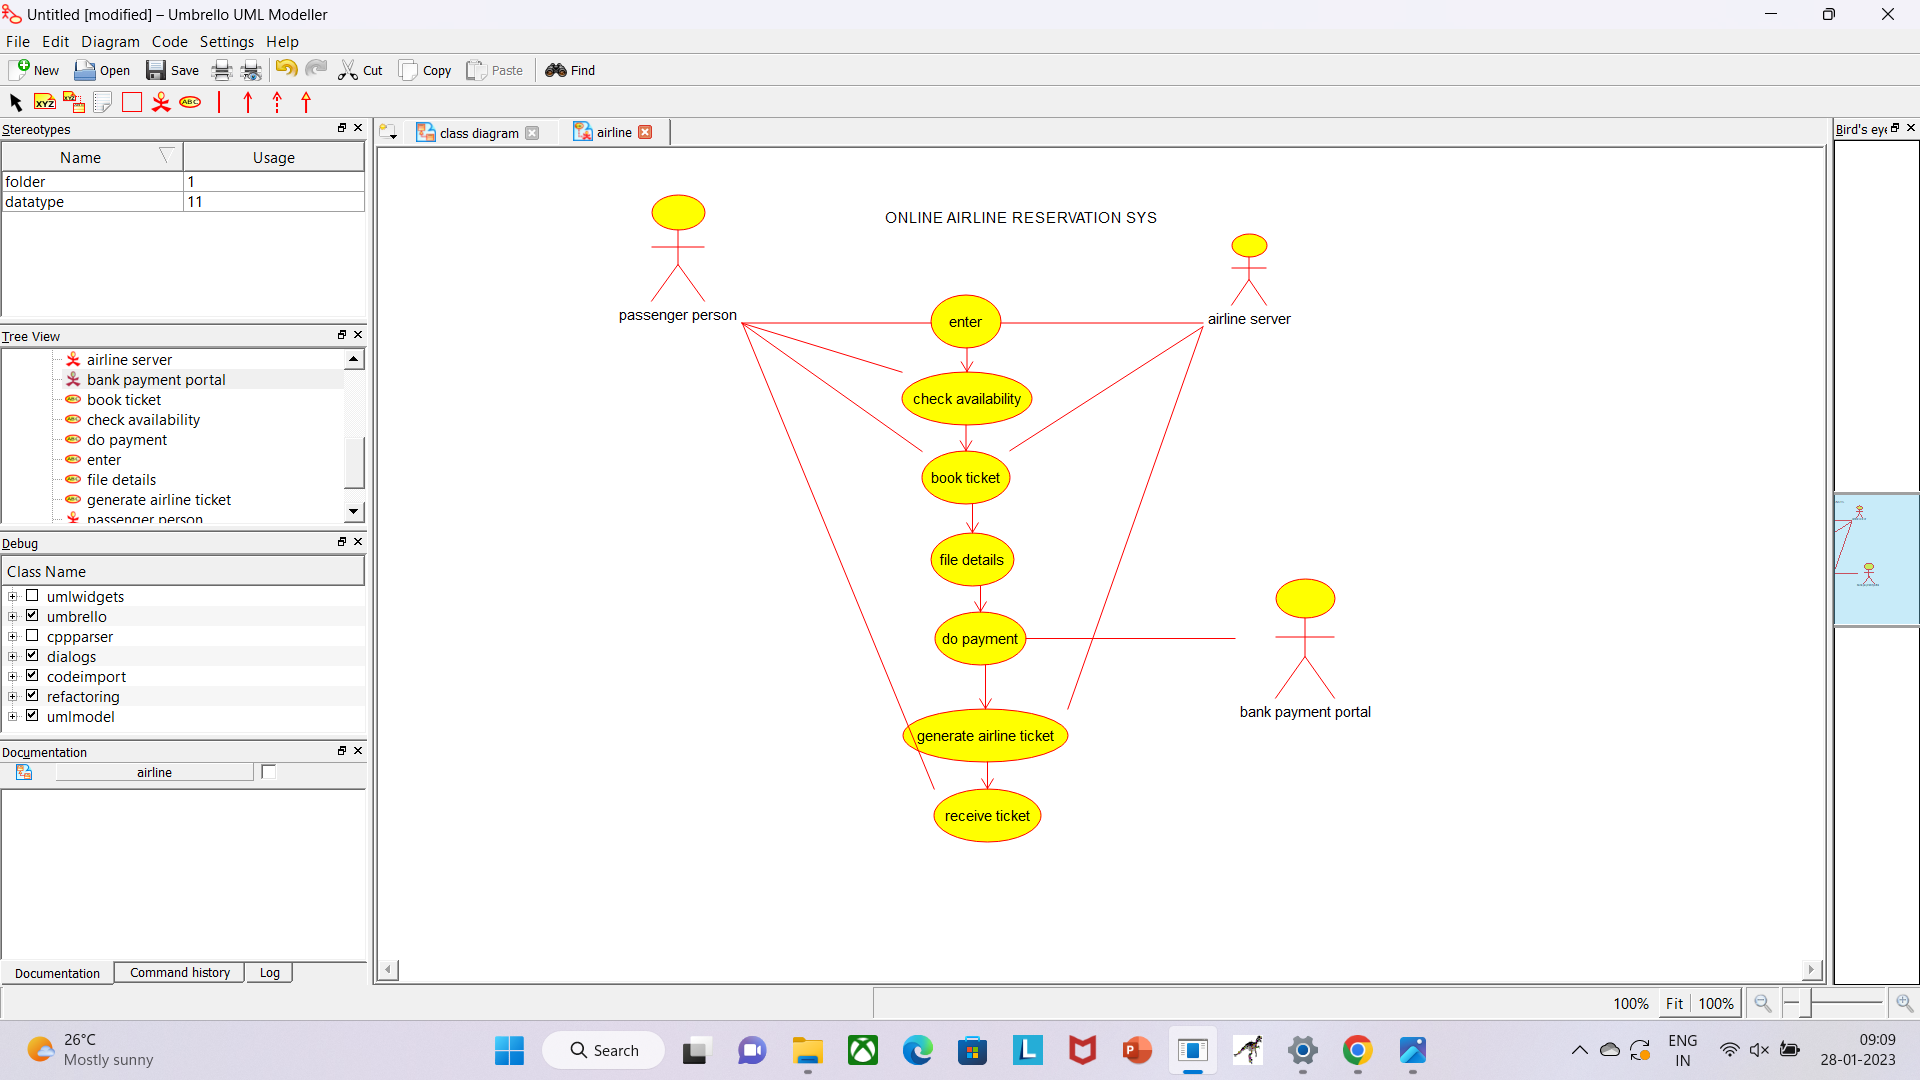 Untitled [modified] – Umbrello UML Modeller
File Edit Diagram Code Settings Help
New Open Save Cut Copy Paste Find
XYZ XYZ ABC
Stereotypes
Name Usage
folder 1
datatype 11
Tree View
airline server
bank payment portal
book ticket
check availability
do payment
enter
file details
generate airline ticket
passenger person
Debug
Class Name
umlwidgets
umbrello
cppparser
dialogs
codeimport
refactoring
umlmodel
Documentation
airline
Documentation Command history Log
class diagram airline
ONLINE AIRLINE RESERVATION SYS
passenger person
airline server
enter
check availability
book ticket
file details
do payment
bank payment portal
generate airline ticket
receive ticket
Bird's eye
100% Fit 100%
26°C
Mostly sunny
Search
ENG
IN
09:09
28-01-2023